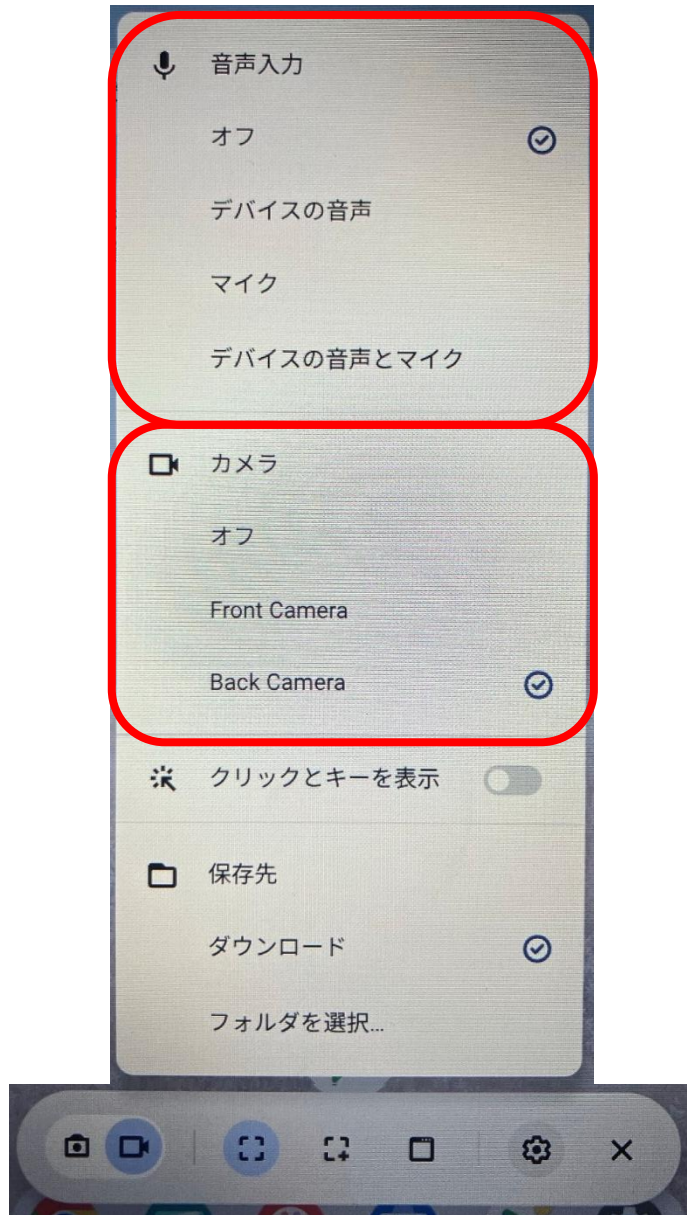 音声入力
オフ
デバイスの音声
マイク
デバイスの音声とマイク
カメラ
オフ
Front Camera
Back Camera
クリックとキーを表示
保存先
ダウンロード
フォルダを選択...